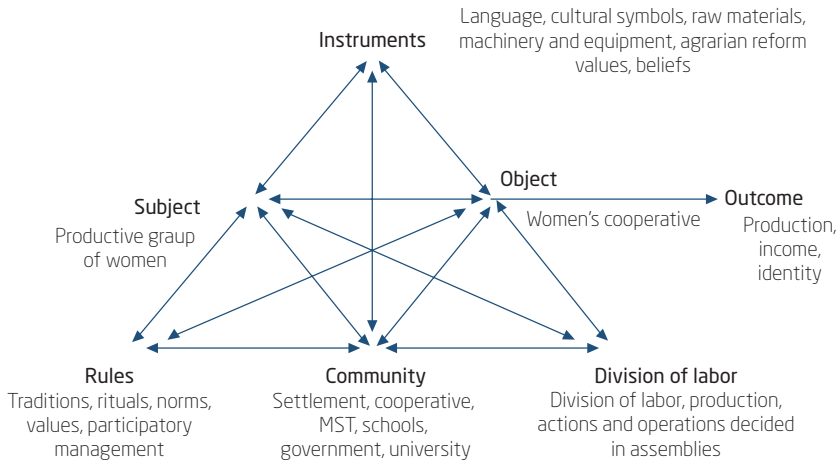 Language, cultural symbols, raw materials,
machinery and equipment, agrarian reform
values, beliefs
Instruments
Object
Subject
Outcome
Women's cooperative
Productive graup
of women
Production,
income,
identity
Rules
Traditions, rituals, norms,
values, participatory
management
Community
Settlement, cooperative,
MST, schools,
government, university
Division of labor
Division of labor, production,
actions and operations decided
in assemblies